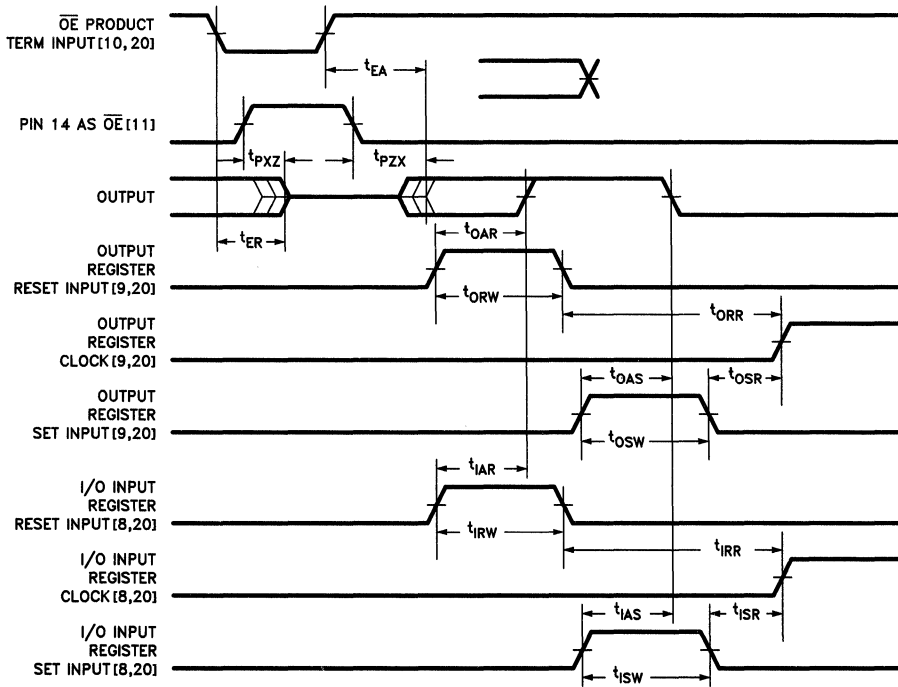 OE PRODUCT
TERM INPUT[10,20]
tEA
PIN 14 AS OE[11]
tPXZ
tPZX
OUTPUT
tER
tOAR
OUTPUT
REGISTER
RESET INPUT[9,20]
tORW
tORR
OUTPUT
REGISTER
CLOCK[9,20]
tOAS
tOSR
OUTPUT
REGISTER
SET INPUT[9,20]
tOSW
tIAR
I/O INPUT
REGISTER
RESET INPUT[8,20]
tIRW
tIRR
I/O INPUT
REGISTER
CLOCK[8,20]
tIAS
tISR
I/O INPUT
REGISTER
SET INPUT[8,20]
tISW